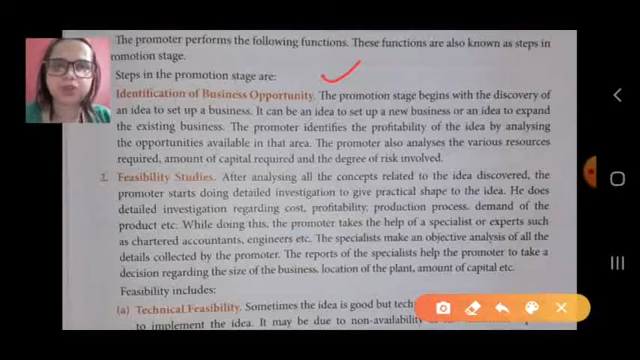 The promoter performs the following functions. These functions are also known as steps in
romotion stage.
Steps in the promotion stage are:
Identification of Business Opportunity. The promotion stage begins with the discovery of
an idea to set up a business. It can be an idea to set up a new business or an idea to expand
the existing business. The promoter identifies the profitability of the idea by analysing
the opportunities available in that area. The promoter also analyses the various resources
required, amount of capital required and the degree of risk involved.
2. Feasibility Studies. After analysing all the concepts related to the idea discovered, the
promoter starts doing detailed investigation to give practical shape to the idea. He does
detailed investigation regarding cost, profitability, production process, demand of the
product etc. While doing this, the promoter takes the help of a specialist or experts such
as chartered accountants, engineers etc. The specialists make an objective analysis of all the
details collected by the promoter. The reports of the specialists help the promoter to take a
decision regarding the size of the business, location of the plant, amount of capital etc.
Feasibility includes:
(a) Technical Feasibility. Sometimes the idea is good but
to implement the idea. It may be due to non-availability